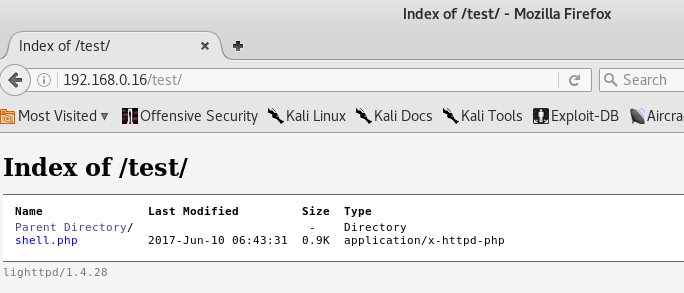 Index of /test/ - Mozilla Firefox
Index of /test/
192.168.0.16/test/
Search
Most Visited Offensive Security Kali Linux Kali Docs Kali Tools Exploit-DB Aircra
Index of /test/
Name Last Modified Size Type
Parent Directory/ - Directory
shell.php 2017-Jun-10 06:43:31 0.9K application/x-httpd-php
lighttpd/1.4.28